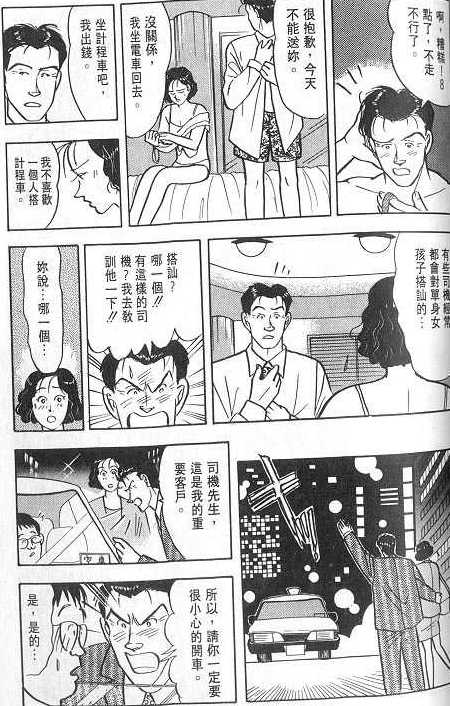 啊，糟糕！8
點了，不走
不行了。
很抱歉，今天
不能送妳。
沒關係，
我坐電車回去。
坐計程車吧，
我出錢。
我不喜歡
一個人搭
計程車。
有些司機經常
都會對單身女
孩子搭訕的…
搭訕？
哪一個!!
有這樣的司
機？我去教
訓他一下!!
妳說…哪一個…
司機先生，
這是我的重
要客戶。
空車
所以，請你一定要
很小心的開車。
是，是的…